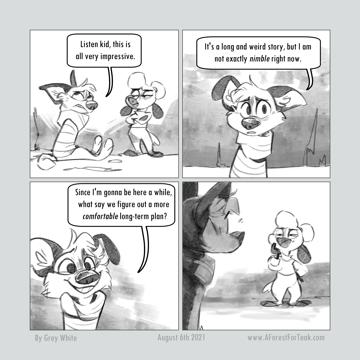 Listen kid, this is
all very impressive.
It's a long and weird story, but I am
not exactly nimble right now.
Since I'm gonna be here a while,
what say we figure out a more
comfortable long-term plan?
By Grey White
August 6th 2021
www.AForestForTeak.com